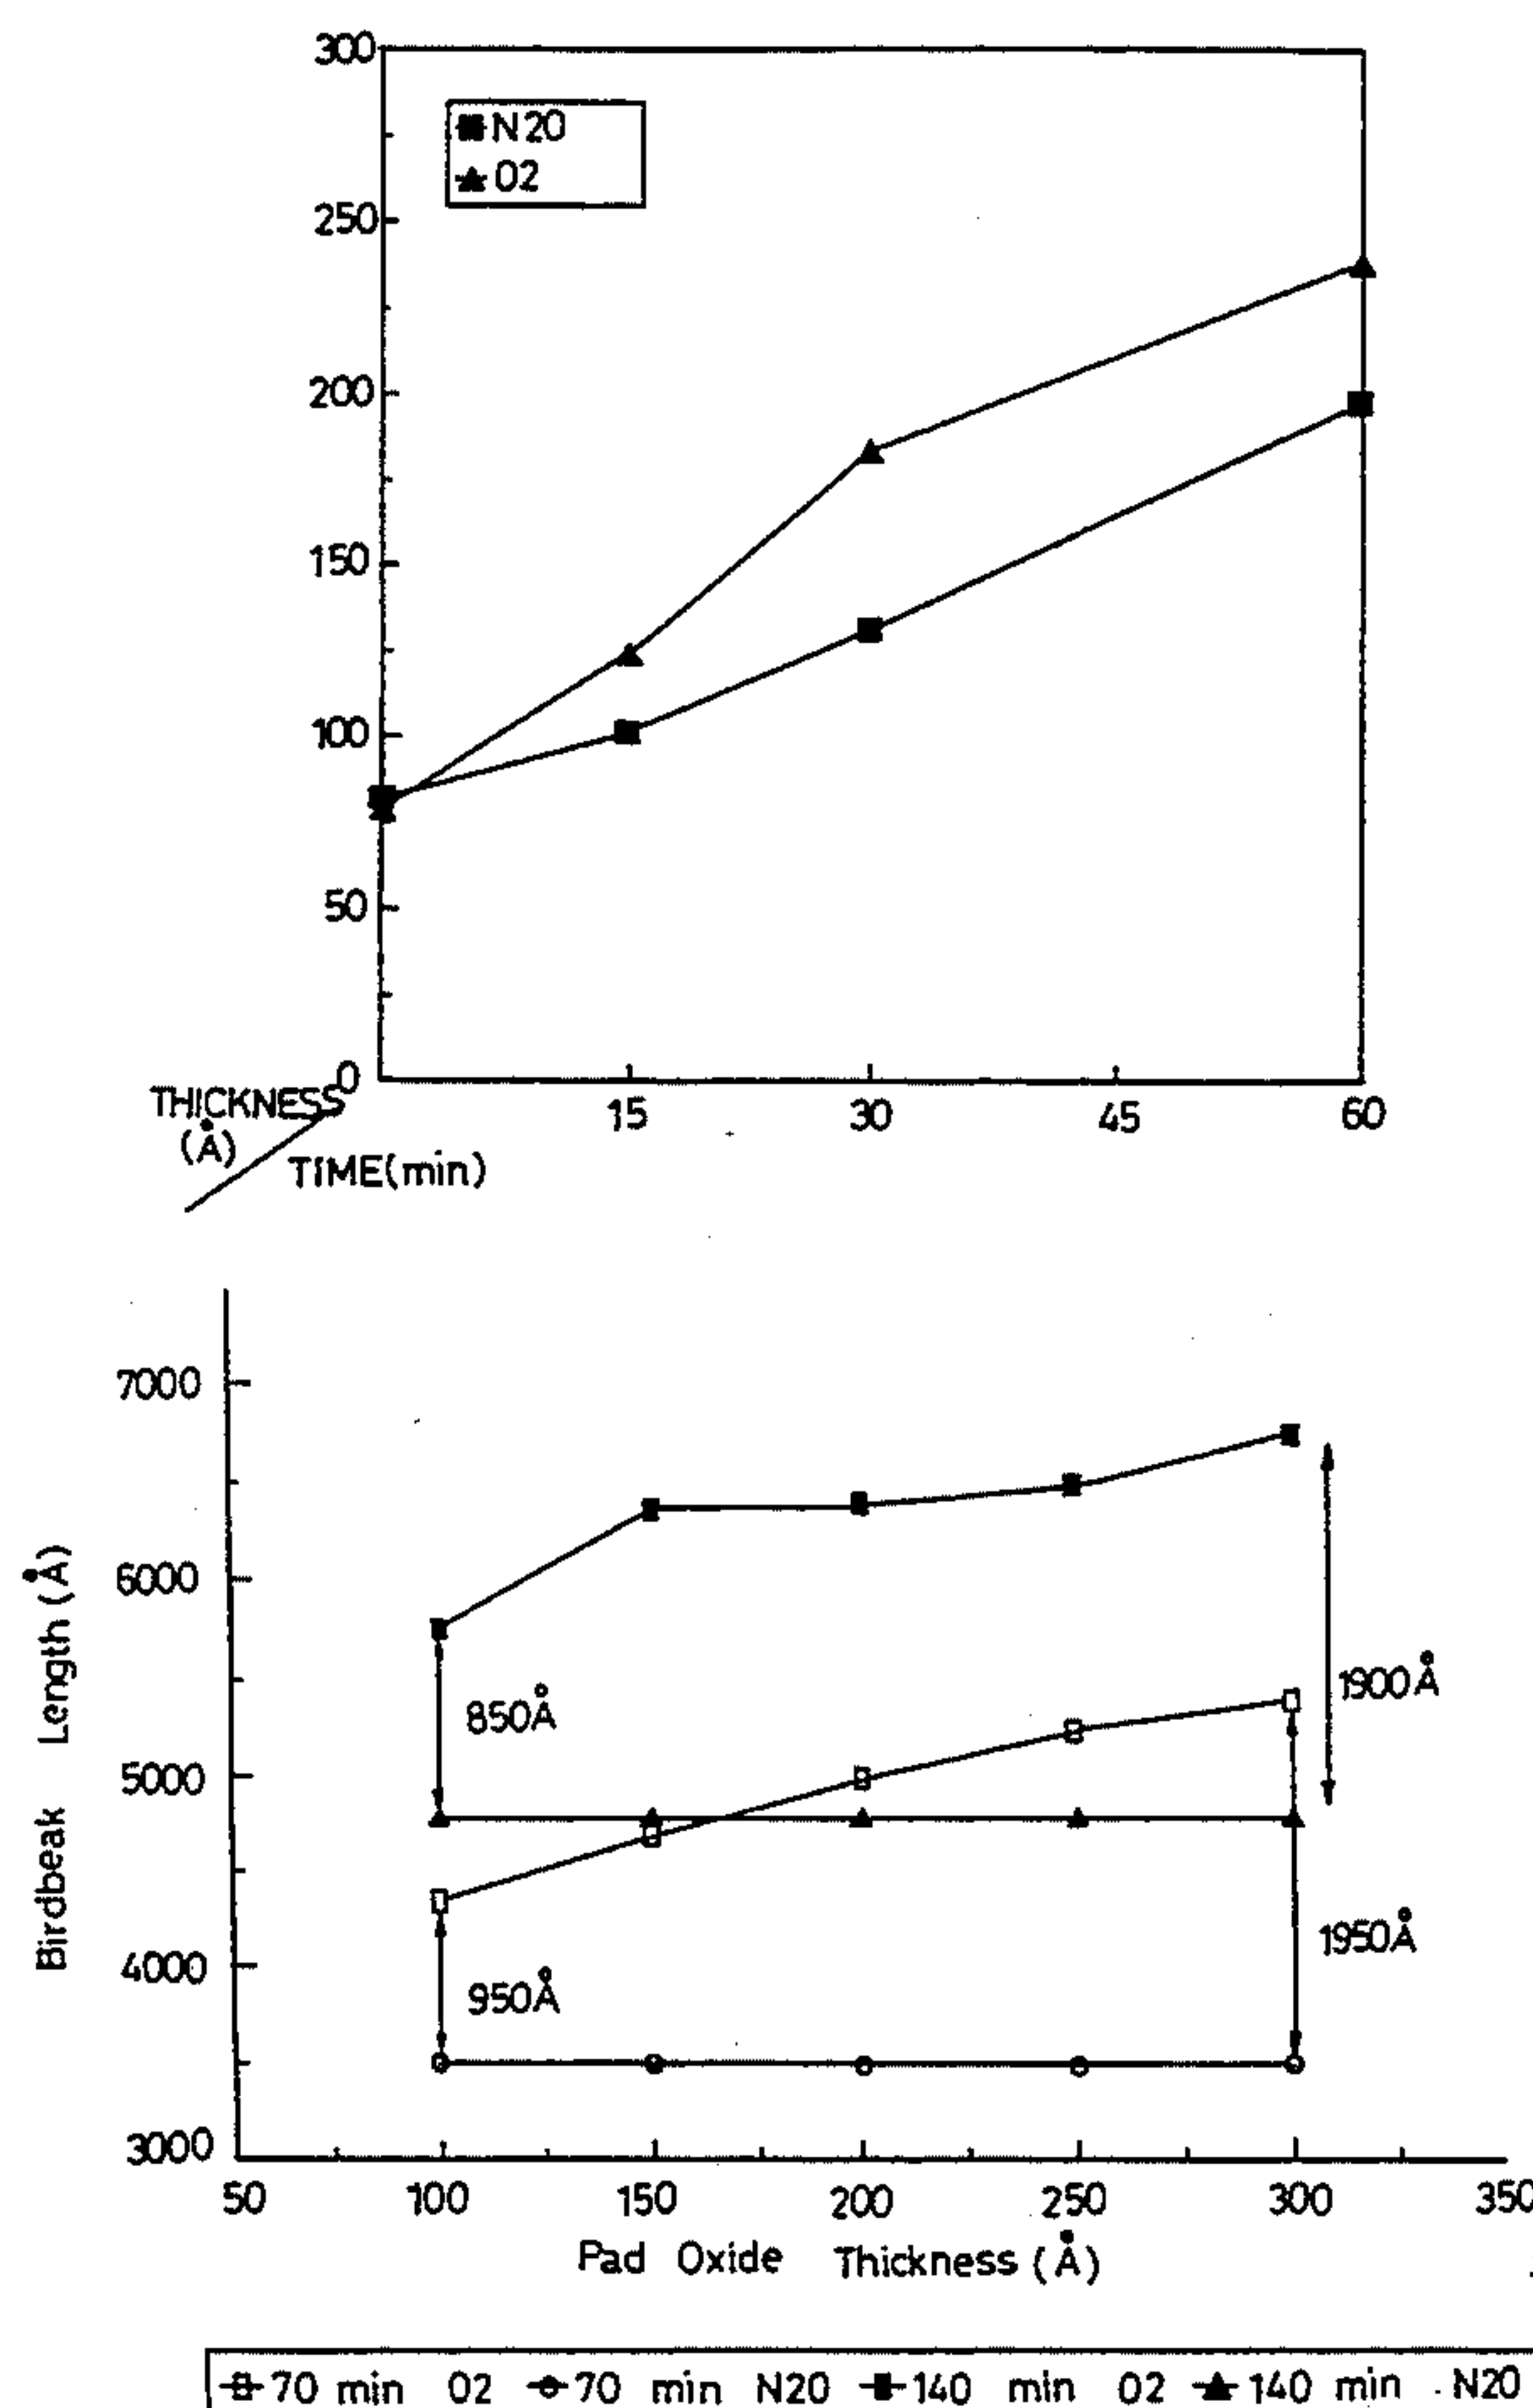 300
N20
02
250
200
150
100
50
0
THICKNESS
(Å)
15 30 45 60
TIME(min)
7000
6000
5000
4000
3000
Birdbeak Length (Å)
850Å
1900Å
950Å
1950Å
50 100 150 200 250 300 350
Pad Oxide Thickness (Å)
70 min 02 70 min N20 140 min 02 140 min N20